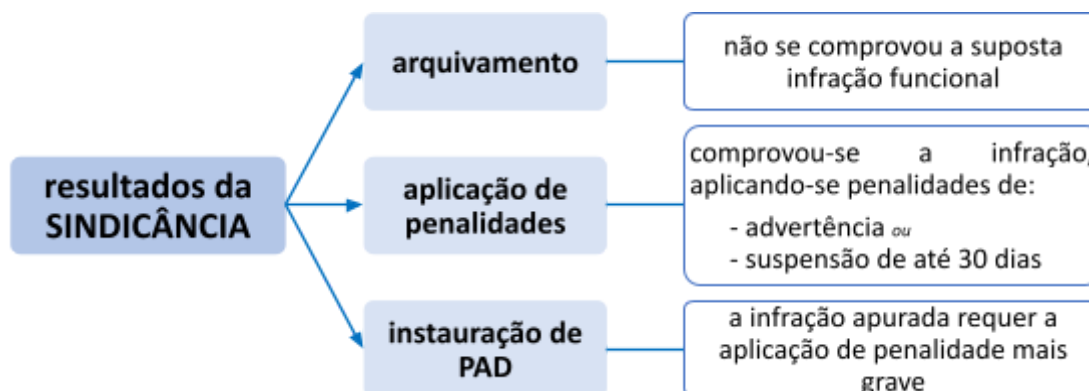 resultados da
SINDICÂNCIA
arquivamento
não se comprovou a suposta
infração funcional
aplicação de
penalidades
comprovou-se a infração,
aplicando-se penalidades de:
- advertência ou
- suspensão de até 30 dias
instauração de
PAD
a infração apurada requer a
aplicação de penalidade mais
grave